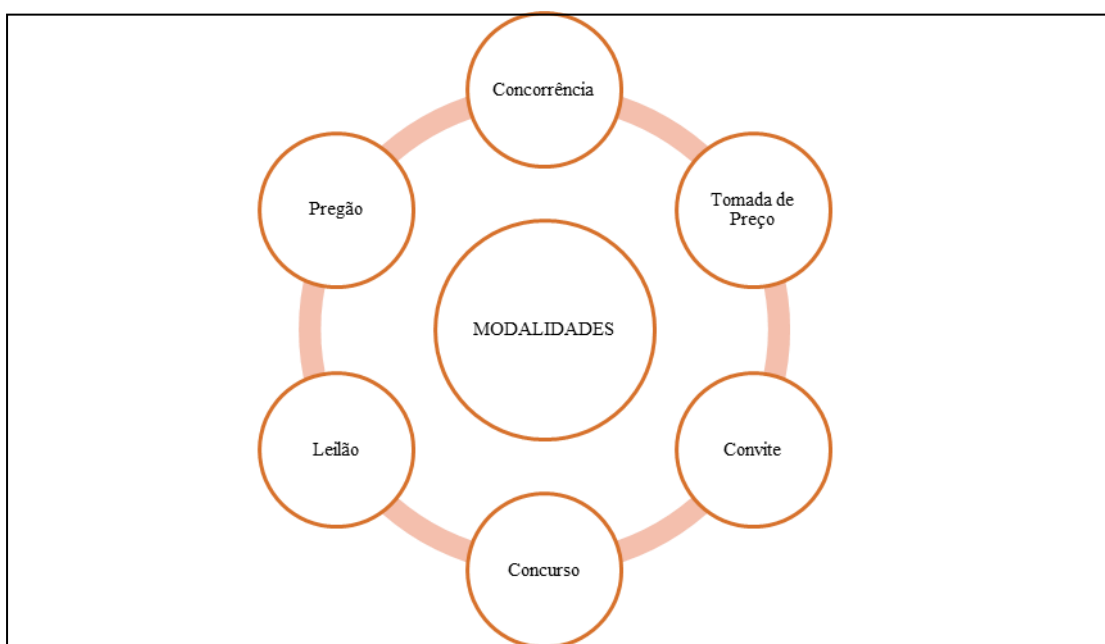 Concorrência
Tomada de
Preço
Convite
Concurso
Leilão
Pregão
MODALIDADES